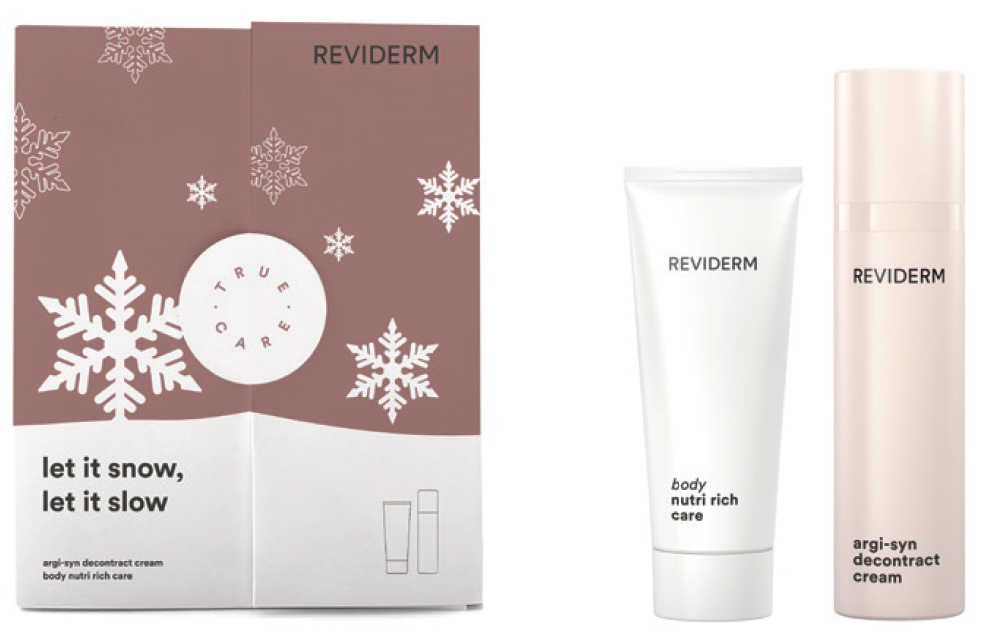 REVIDERM
TRUE
CARE
let it snow,
let it slow
argi-syn decontract cream
body nutri rich care
REVIDERM
body
nutri rich
care
REVIDERM
argi-syn
decontract
cream